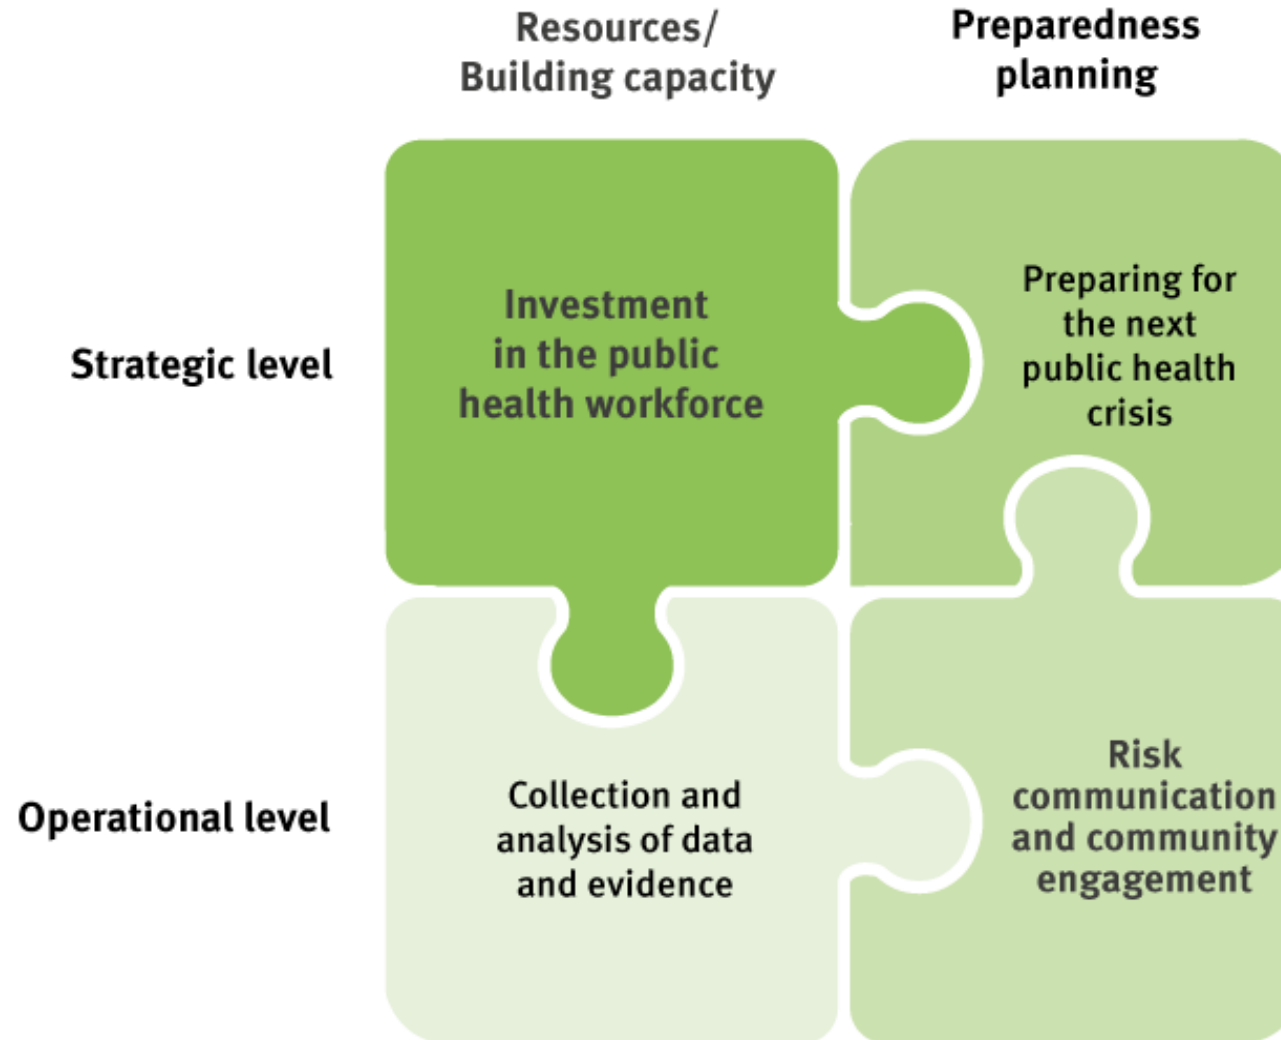 Resources/
Building capacity
Preparedness
planning
Strategic level
Investment
in the public
health workforce
Preparing for
the next
public health
crisis
Operational level
Collection and
analysis of data
and evidence
Risk
communication
and community
engagement